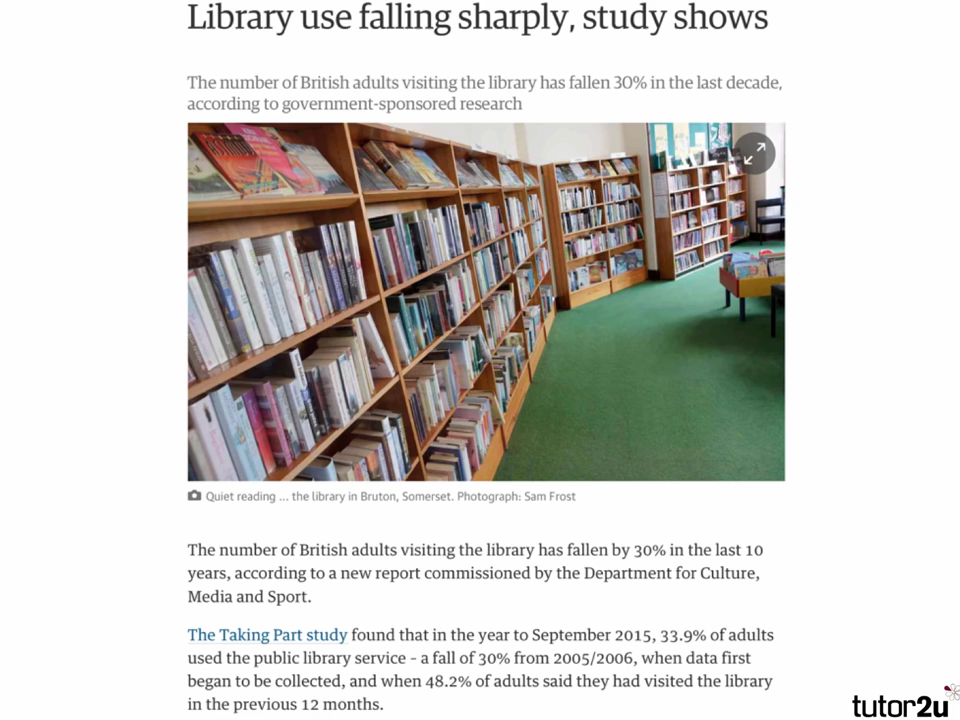 Library use falling sharply, study shows
The number of British adults visiting the library has fallen 30% in the last decade,
according to government-sponsored research
Quiet reading ... the library in Bruton, Somerset. Photograph: Sam Frost
The number of British adults visiting the library has fallen by 30% in the last 10
years, according to a new report commissioned by the Department for Culture,
Media and Sport.
The Taking Part study found that in the year to September 2015, 33.9% of adults
used the public library service – a fall of 30% from 2005/2006, when data first
began to be collected, and when 48.2% of adults said they had visited the library
in the previous 12 months.
tutor2u